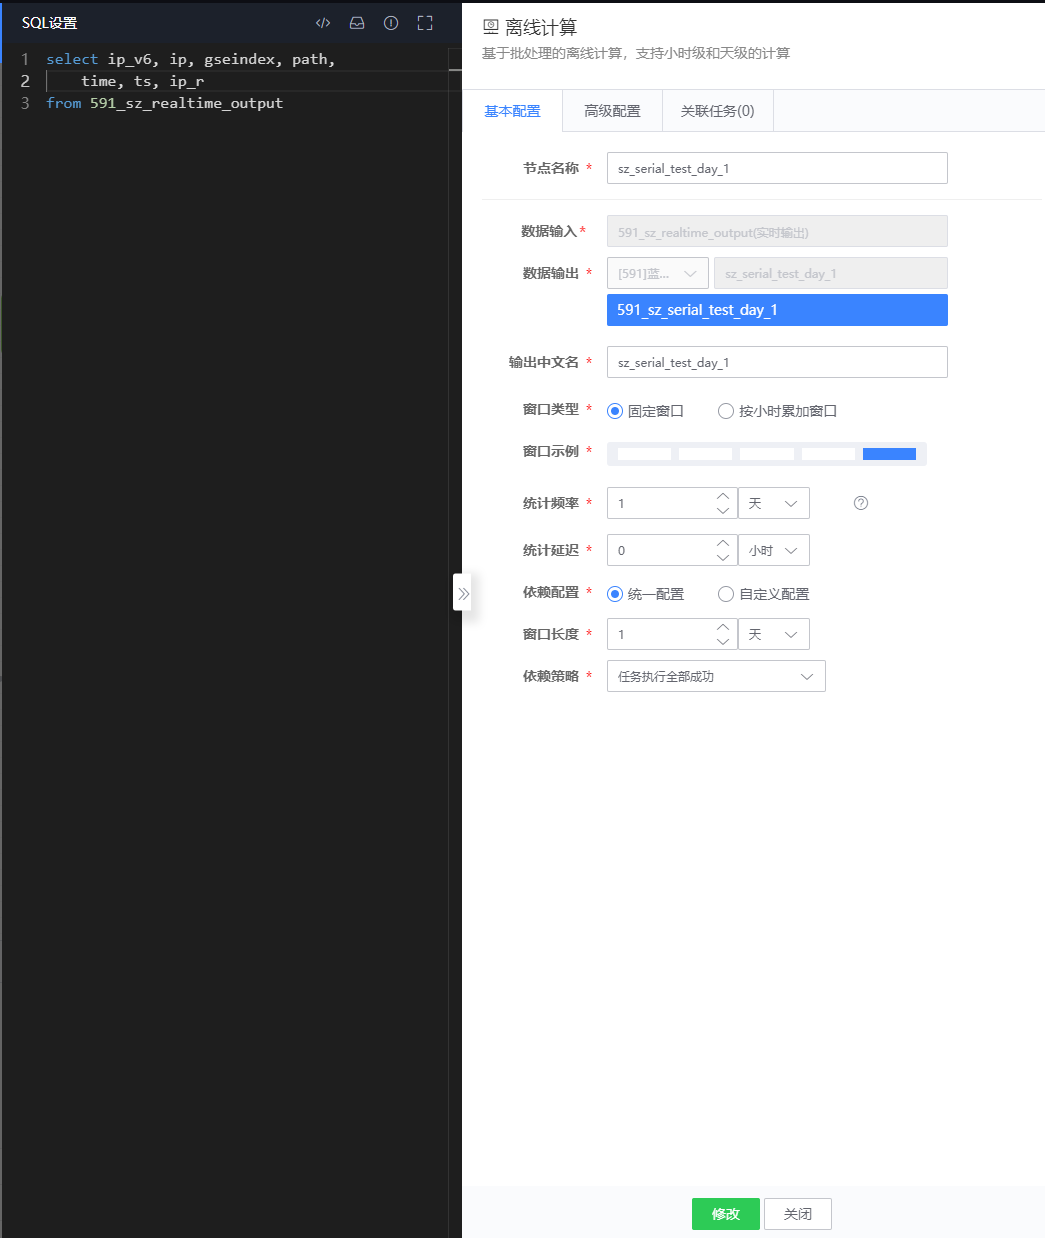 SQL设置
1 select ip_v6, ip, gseindex, path,
2 time, ts, ip_r
3 from 591_sz_realtime_output
离线计算
基于批处理的离线计算，支持小时级和天级的计算
基本配置 高级配置 关联任务(0)
节点名称 * sz_serial_test_day_1
数据输入 * 591_sz_realtime_output(实时输出)
数据输出 * [591]蓝... sz_serial_test_day_1
591_sz_serial_test_day_1
输出中文名 * sz_serial_test_day_1
窗口类型 * 固定窗口 按小时累加窗口
窗口示例 *
统计频率 * 1 天
统计延迟 * 0 小时
依赖配置 * 统一配置 自定义配置
窗口长度 * 1 天
依赖策略 * 任务执行全部成功
修改 关闭